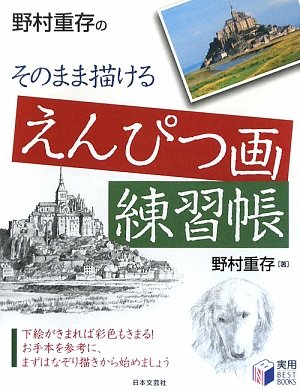 野村重存の
そのまま描ける
えんぴつ画
練習帳
野村重存[著]
下絵がきまれば彩色もきまる!
お手本を参考に、
まずはなぞり描きから始めましょう
日本文芸社
実用
BEST
BOOKS